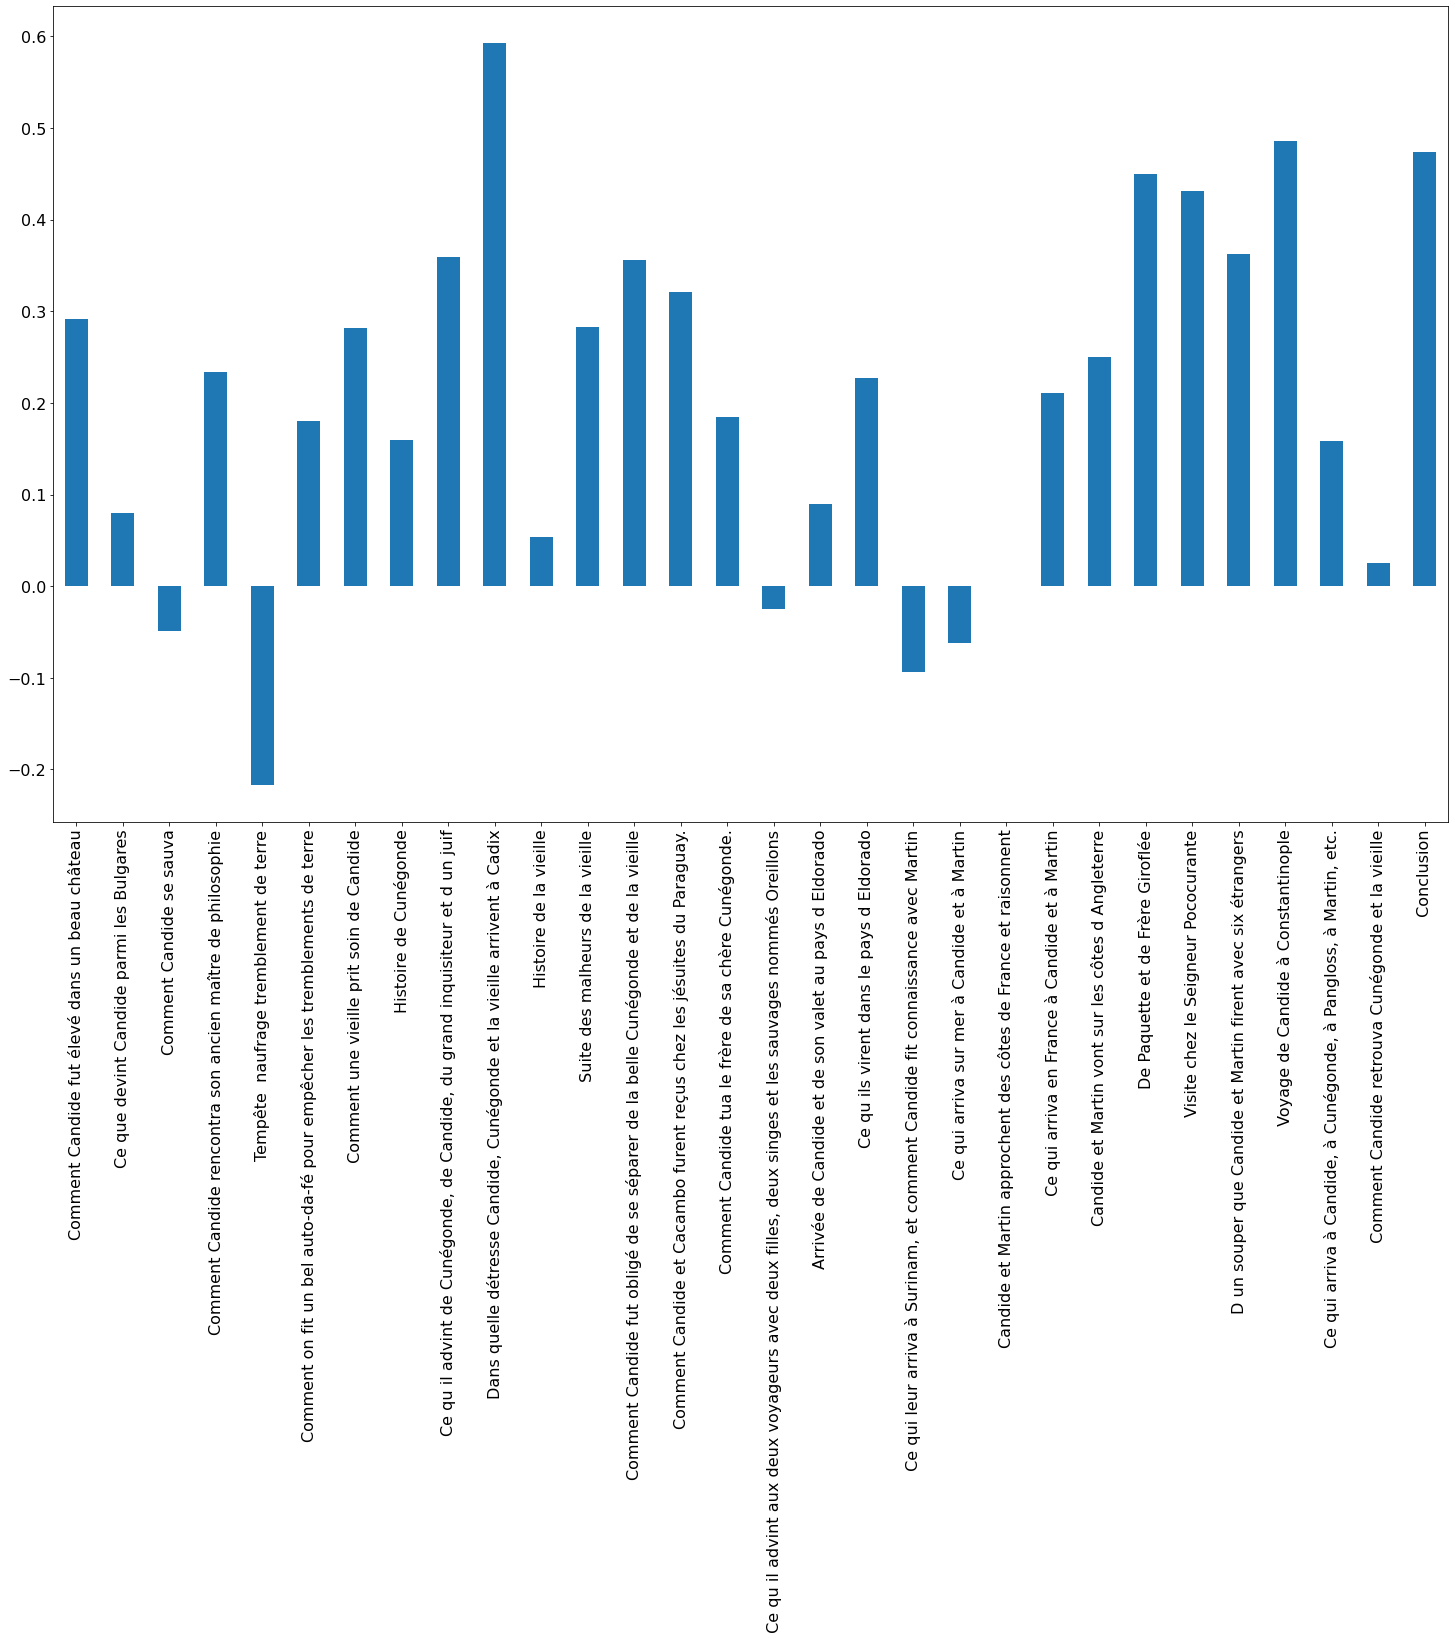 0.6
0.5
0.4
0.3
0.2
0.1
0.0
−0.1
−0.2
Comment Candide fut élevé dans un beau château
Ce que devint Candide parmi les Bulgares
Comment Candide se sauva
Comment Candide rencontra son ancien maître de philosophie
Tempête  naufrage tremblement de terre
Comment on fit un bel auto-da-fé pour empêcher les tremblements de terre
Comment une vieille prit soin de Candide
Histoire de Cunégonde
Ce qu il advint de Cunégonde, de Candide, du grand inquisiteur et d un juif
Dans quelle détresse Candide, Cunégonde et la vieille arrivent à Cadix
Histoire de la vieille
Suite des malheurs de la vieille
Comment Candide fut obligé de se séparer de la belle Cunégonde et de la vieille
Comment Candide et Cacambo furent reçus chez les jésuites du Paraguay.
Comment Candide tua le frère de sa chère Cunégonde.
Ce qu il advint aux deux voyageurs avec deux filles, deux singes et les sauvages nommés Oreillons
Arrivée de Candide et de son valet au pays d Eldorado
Ce qu ils virent dans le pays d Eldorado
Ce qui leur arriva à Surinam, et comment Candide fit connaissance avec Martin
Ce qui arriva sur mer à Candide et à Martin
Candide et Martin approchent des côtes de France et raisonnent
Ce qui arriva en France à Candide et à Martin
Candide et Martin vont sur les côtes d Angleterre
De Paquette et de Frère Giroflée
Visite chez le Seigneur Pococurante
D un souper que Candide et Martin firent avec six étrangers
Voyage de Candide à Constantinople
Ce qui arriva à Candide, à Cunégonde, à Pangloss, à Martin, etc.
Comment Candide retrouva Cunégonde et la vieille
Conclusion